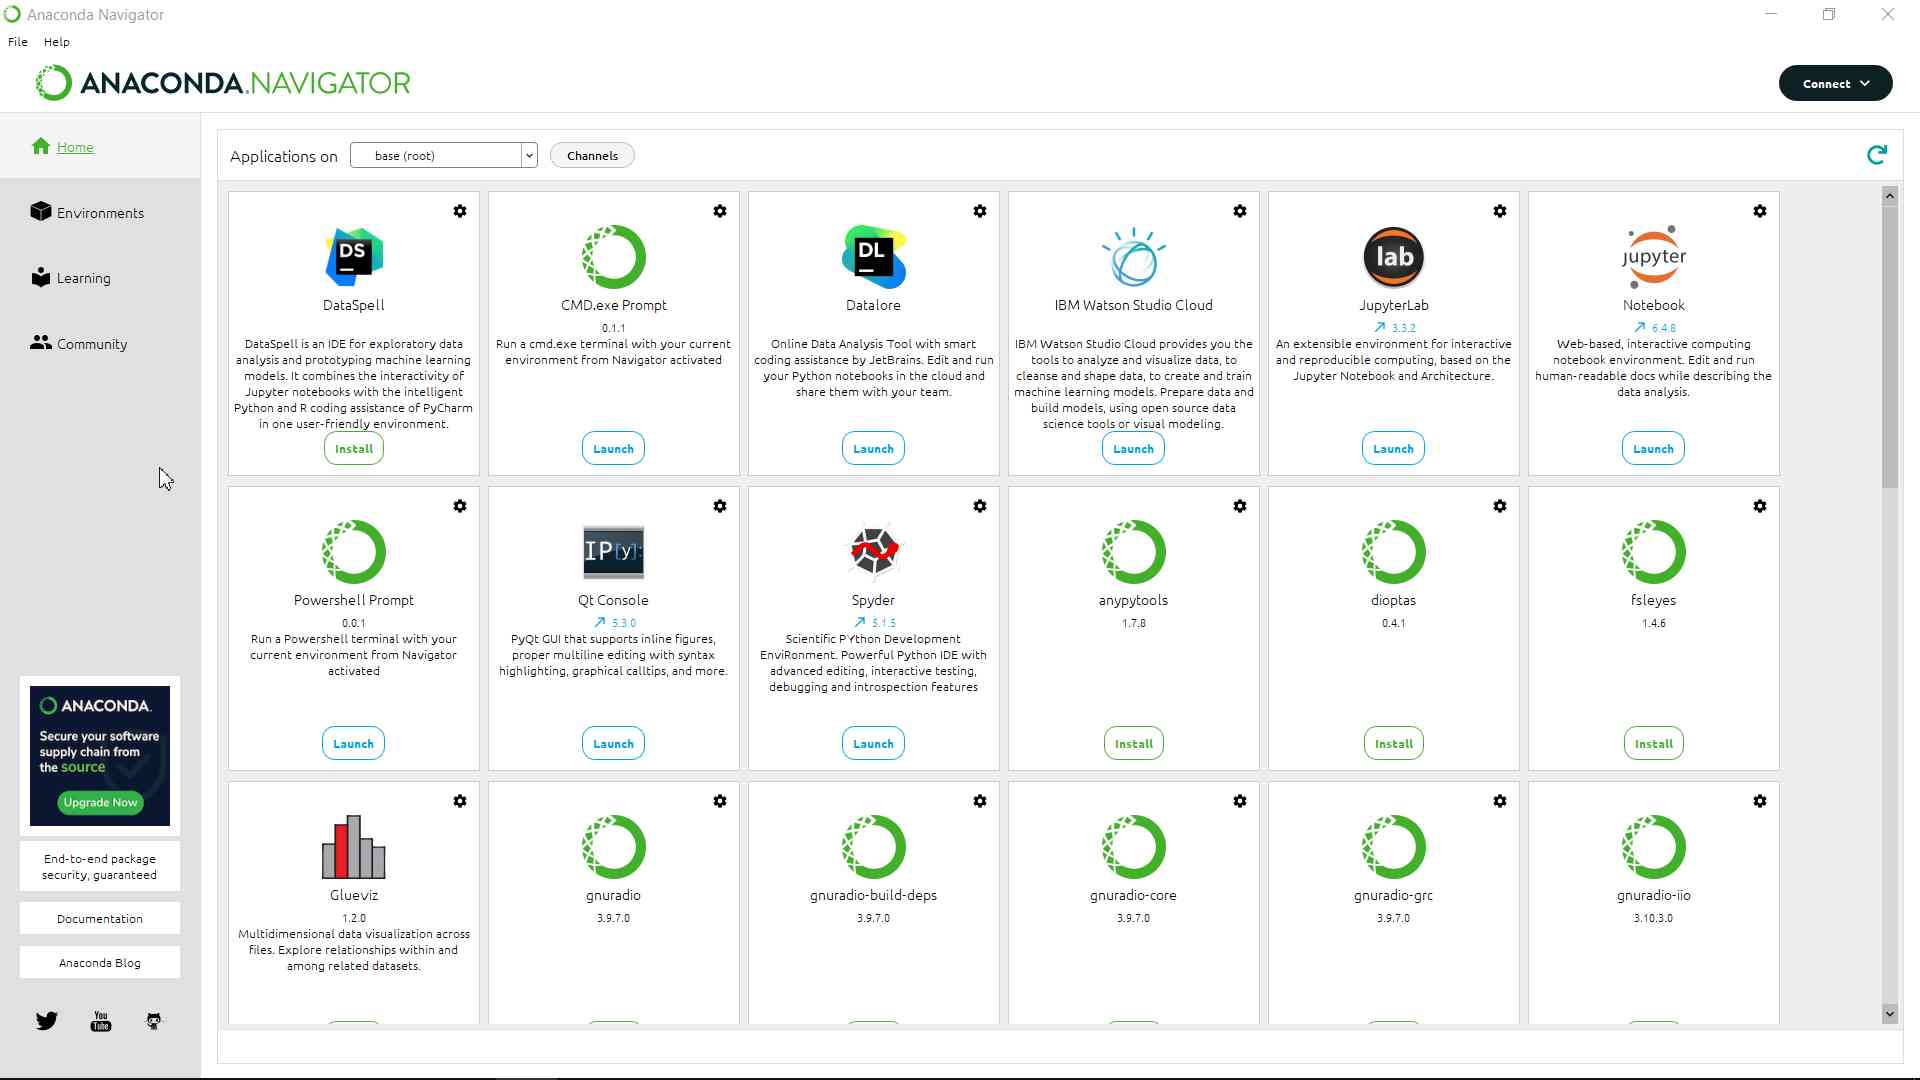 Anaconda Navigator
File Help
ANACONDA.NAVIGATOR
Connect
Home
Environments
Learning
Community
ANACONDA.
Secure your software
supply chain from
the source
Upgrade Now
End-to-end package
security, guaranteed
Documentation
Anaconda Blog
You
Tube
Applications on base (root) Channels
DS
DataSpell
DataSpell is an IDE for exploratory data
analysis and prototyping machine learning
models. It combines the interactivity of
Jupyter notebooks with the intelligent
Python and R coding assistance of PyCharm
in one user-friendly environment.
Install
CMD.exe Prompt
0.1.1
Run a cmd.exe terminal with your current
environment from Navigator activated
Launch
DL
Datalore
Online Data Analysis Tool with smart
coding assistance by JetBrains. Edit and run
your Python notebooks in the cloud and
share them with your team.
Launch
IBM Watson Studio Cloud
IBM Watson Studio Cloud provides you the
tools to analyze and visualize data, to
cleanse and shape data, to create and train
machine learning models. Prepare data and
build models, using open source data
science tools or visual modeling.
Launch
lab
JupyterLab
3.3.2
An extensible environment for interactive
and reproducible computing, based on the
Jupyter Notebook and Architecture.
Launch
jupyter
Notebook
6.4.8
Web-based, interactive computing
notebook environment. Edit and run
human-readable docs while describing the
data analysis.
Launch
Powershell Prompt
0.0.1
Run a Powershell terminal with your
current environment from Navigator
activated
Launch
IP[y]:
Qt Console
5.3.0
PyQt GUI that supports inline figures,
proper multiline editing with syntax
highlighting, graphical calltips, and more.
Launch
Spyder
5.1.5
Scientific PYthon Development
EnviRonment. Powerful Python IDE with
advanced editing, interactive testing,
debugging and introspection features
Launch
anypytools
1.7.8
Install
dioptas
0.4.1
Install
fsleyes
1.4.6
Install
Glueviz
1.2.0
Multidimensional data visualization across
files. Explore relationships within and
among related datasets.
gnuradio
3.9.7.0
gnuradio-build-deps
3.9.7.0
gnuradio-core
3.9.7.0
gnuradio-grc
3.9.7.0
gnuradio-iio
3.10.3.0